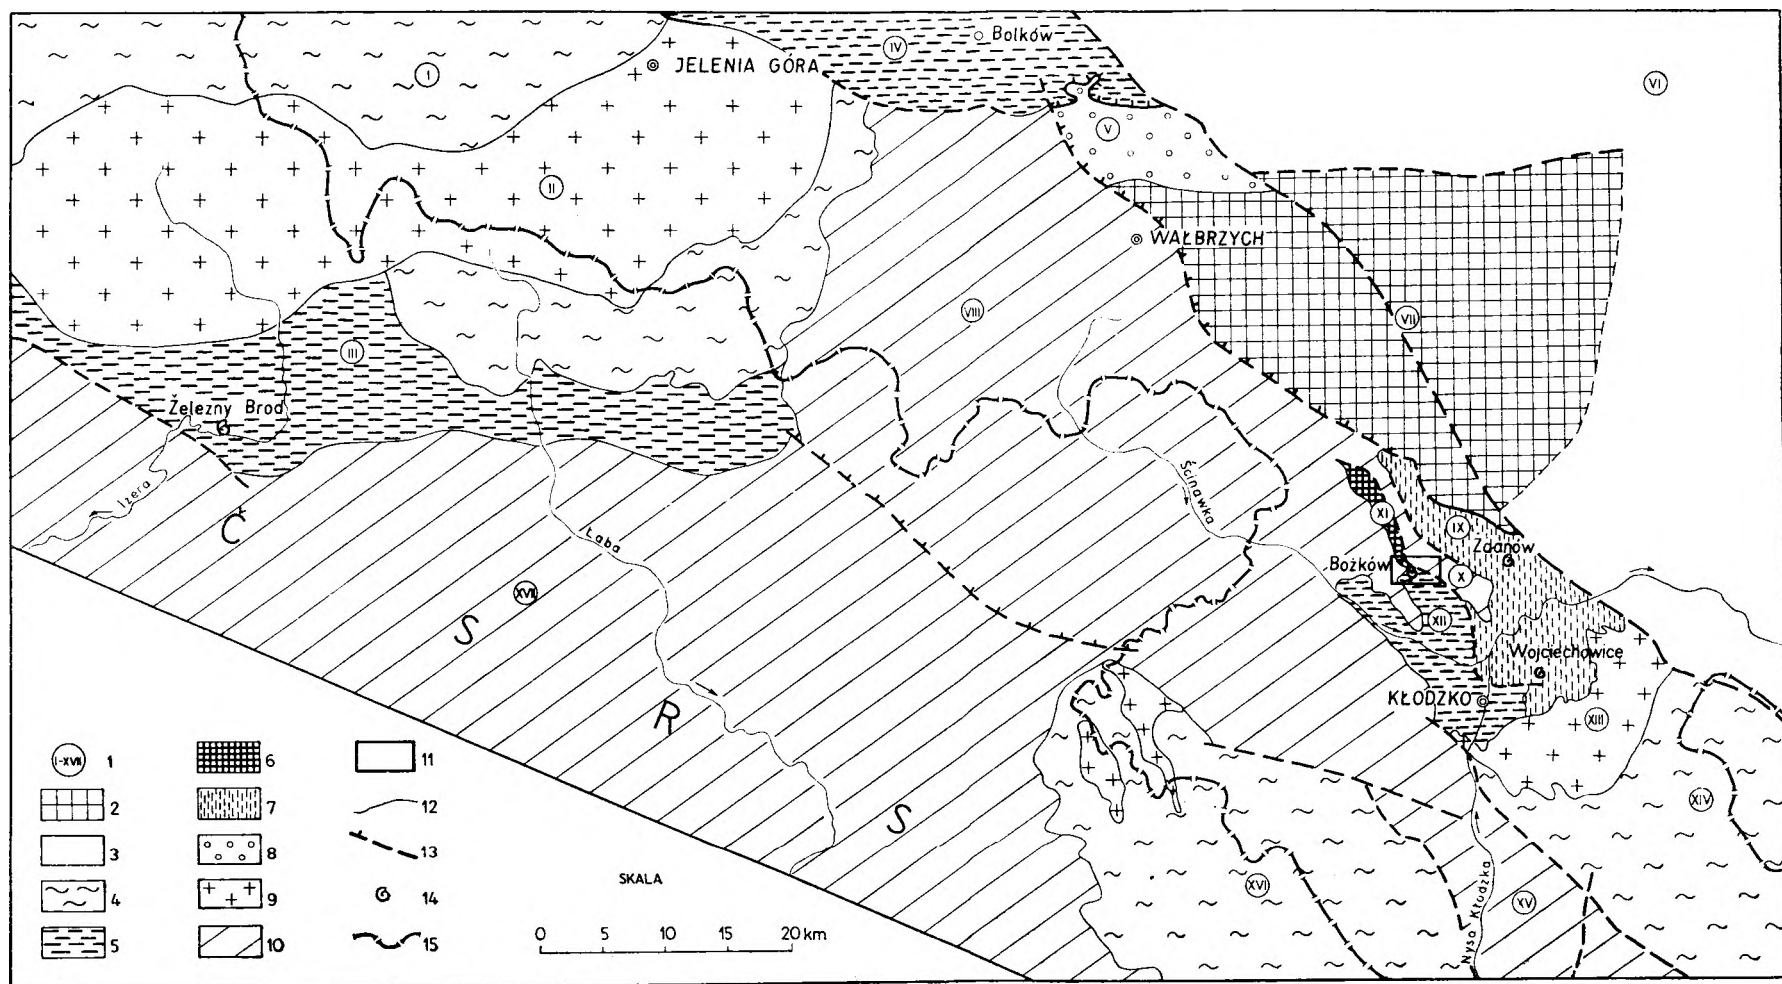 I
IV
Bolków
JELENIA GÓRA
VI
V
II
WAŁBRZYCH
VIII
VII
III
Železny Brod
Izera
Łaba
Ścinawka
XI
IX
Zdanów
Bożków
X
XII
Wojciechowice
KŁODZKO
XIII
XIV
XV
XVI
XVII
Nysa Kłodzka
C
S
R
S
I-XVII 1
2
3
4
5
6
7
8
9
10
11
12
13
14
15
SKALA
0 5 10 15 20 km